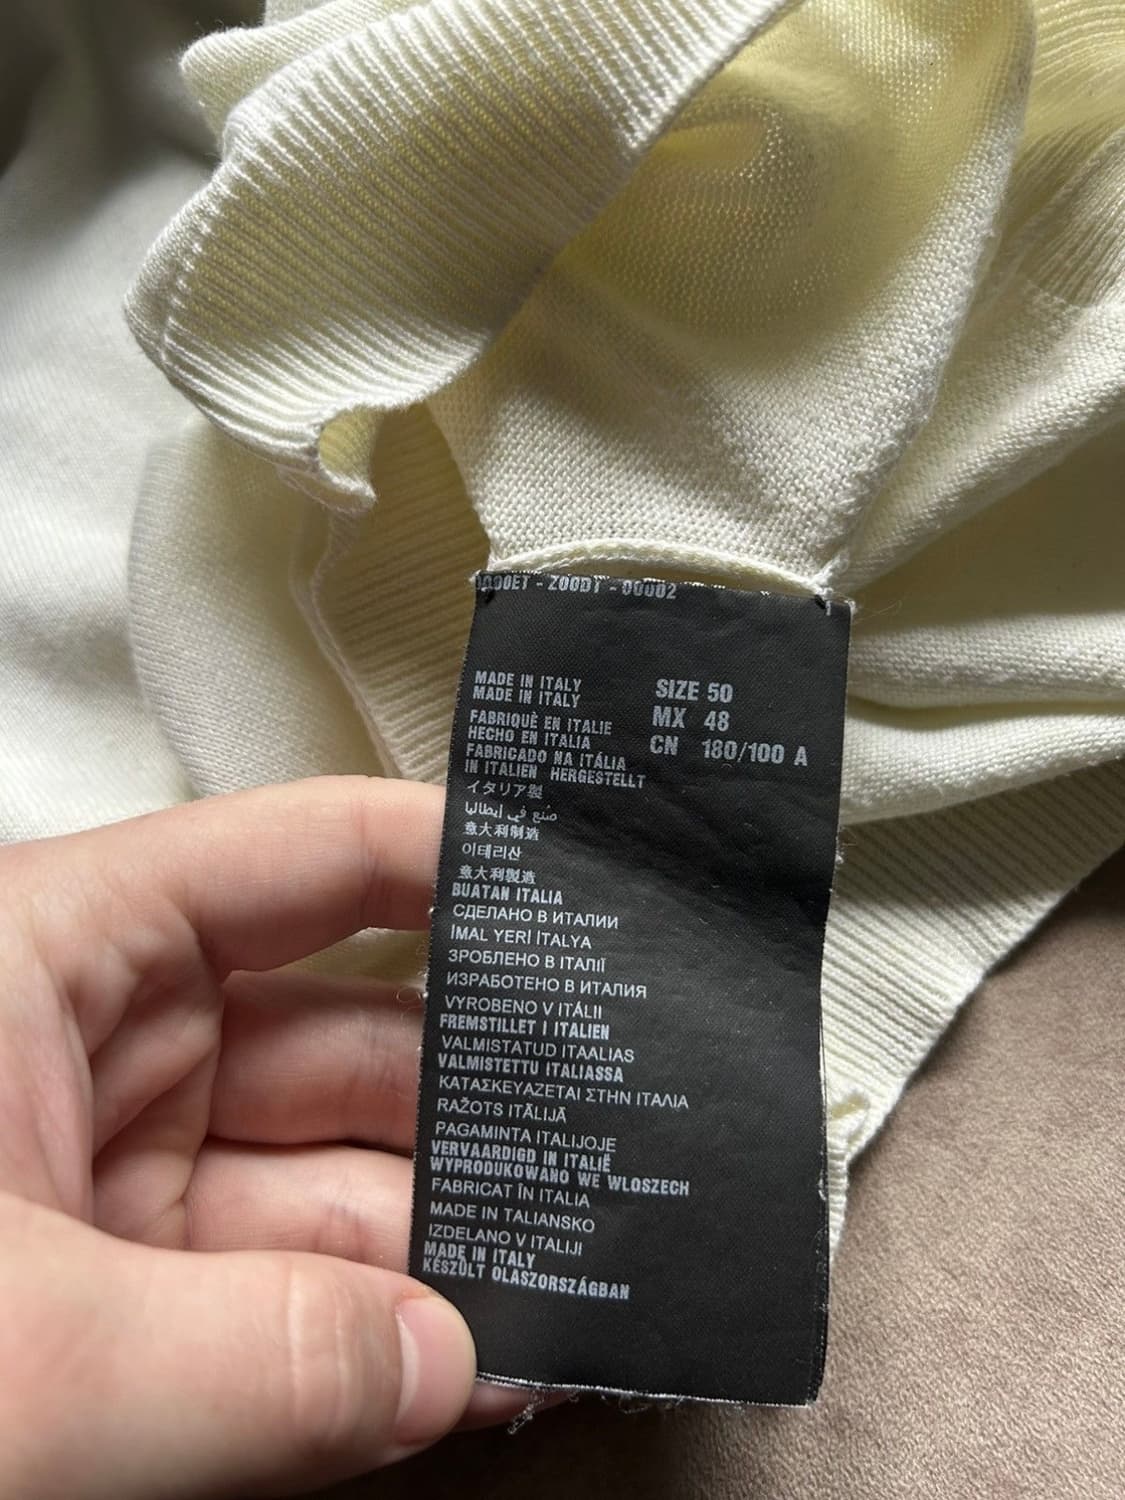 - Z00DT - 00002
1
MADE IN ITALY
MADE IN ITALY
FABRIQUÈ EN ITALIE
HECHO EN ITALIA
FABRICADO NA ITÁLIA
IN ITALIEN HERGESTELLT
イタリア製
صُنع في إيطاليا
意大利制造
이태리산
意大利製造
BUATAN ITALIA
СДЕЛАНО В ИТАЛИИ
İMAL YERİ İTALYA
ЗРОБЛЕНО В ІТАЛІЇ
ИЗРАБОТЕНО В ИТАЛИЯ
VYROBENO V ITÁLII
FREMSTILLET I ITALIEN
VALMISTATUD ITAALIAS
VALMISTETTU ITALIASSA
ΚΑΤΑΣΚΕΥΑΖΕΤΑΙ ΣΤΗΝ ΙΤΑΛΙΑ
RAŽOTS ITĀLIJĀ
PAGAMINTA ITALIJOJE
VERVAARDIGD IN ITALIË
WYPRODUKOWANO WE WLOSZECH
FABRICAT ÎN ITALIA
MADE IN TALIANSKO
IZDELANO V ITALIJI
MADE IN ITALY
KÉSZÜLT OLASZORSZÁGBAN
SIZE 50
MX 48
CN 180/100 A